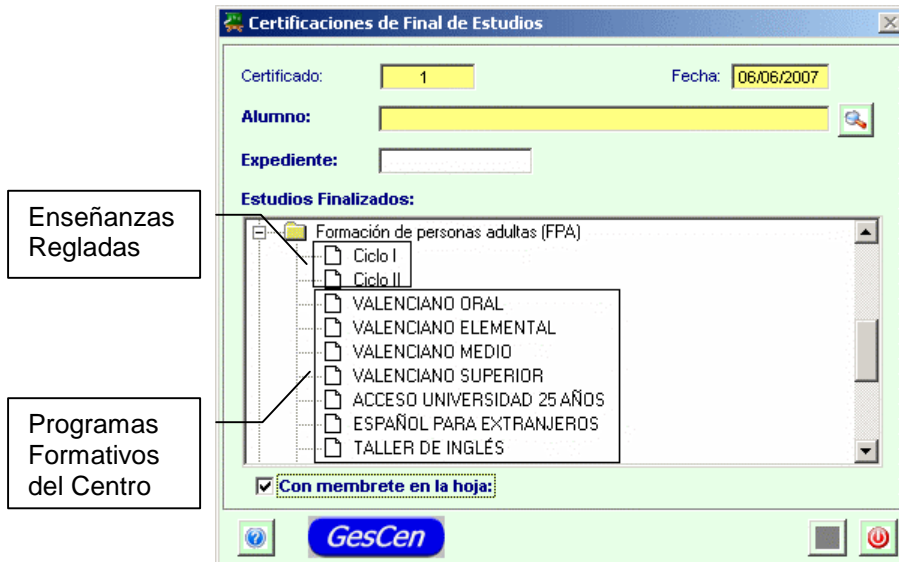 Certificaciones de Final de Estudios
Certificado: 1 Fecha: 06/06/2007
Alumno:
Expediente:
Estudios Finalizados:
Enseñanzas
Regladas
Formación de personas adultas (FPA)
Ciclo I
Ciclo II
VALENCIANO ORAL
VALENCIANO ELEMENTAL
VALENCIANO MEDIO
VALENCIANO SUPERIOR
ACCESO UNIVERSIDAD 25 AÑOS
ESPAÑOL PARA EXTRANJEROS
TALLER DE INGLÉS
Programas
Formativos
del Centro
Con membrete en la hoja:
GesCen